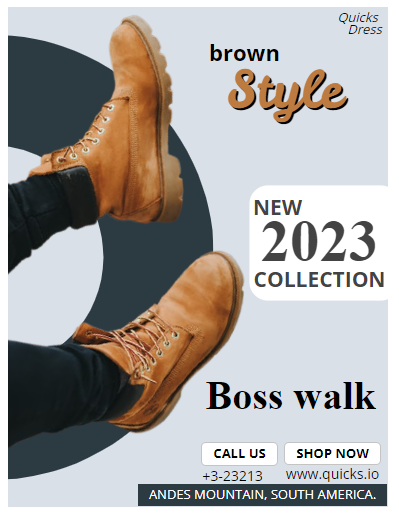 Quicks
Dress
brown
Style
NEW
2023
COLLECTION
Boss walk
CALL US
SHOP NOW
+3-23213
www.quicks.io
ANDES MOUNTAIN, SOUTH AMERICA.